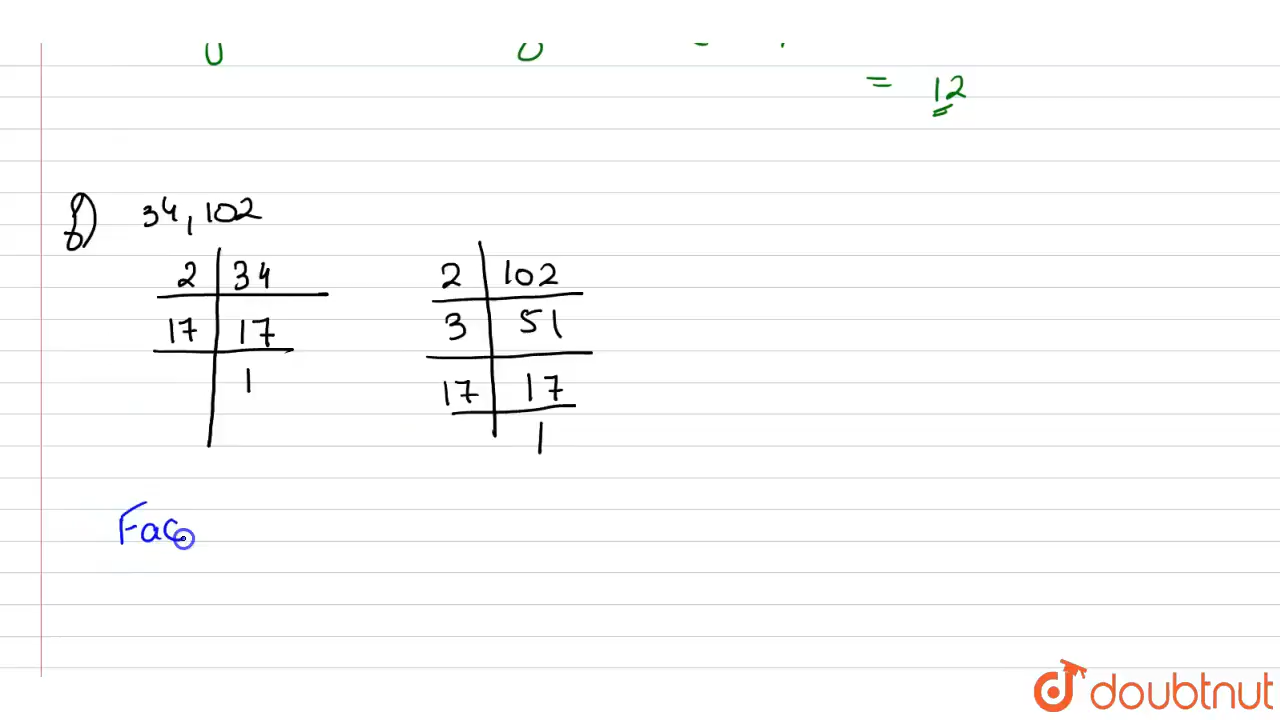 = 12
f) 34, 102
2 34 2 102
17 17 3 51
1 17 17
1
Fac
doubtnut